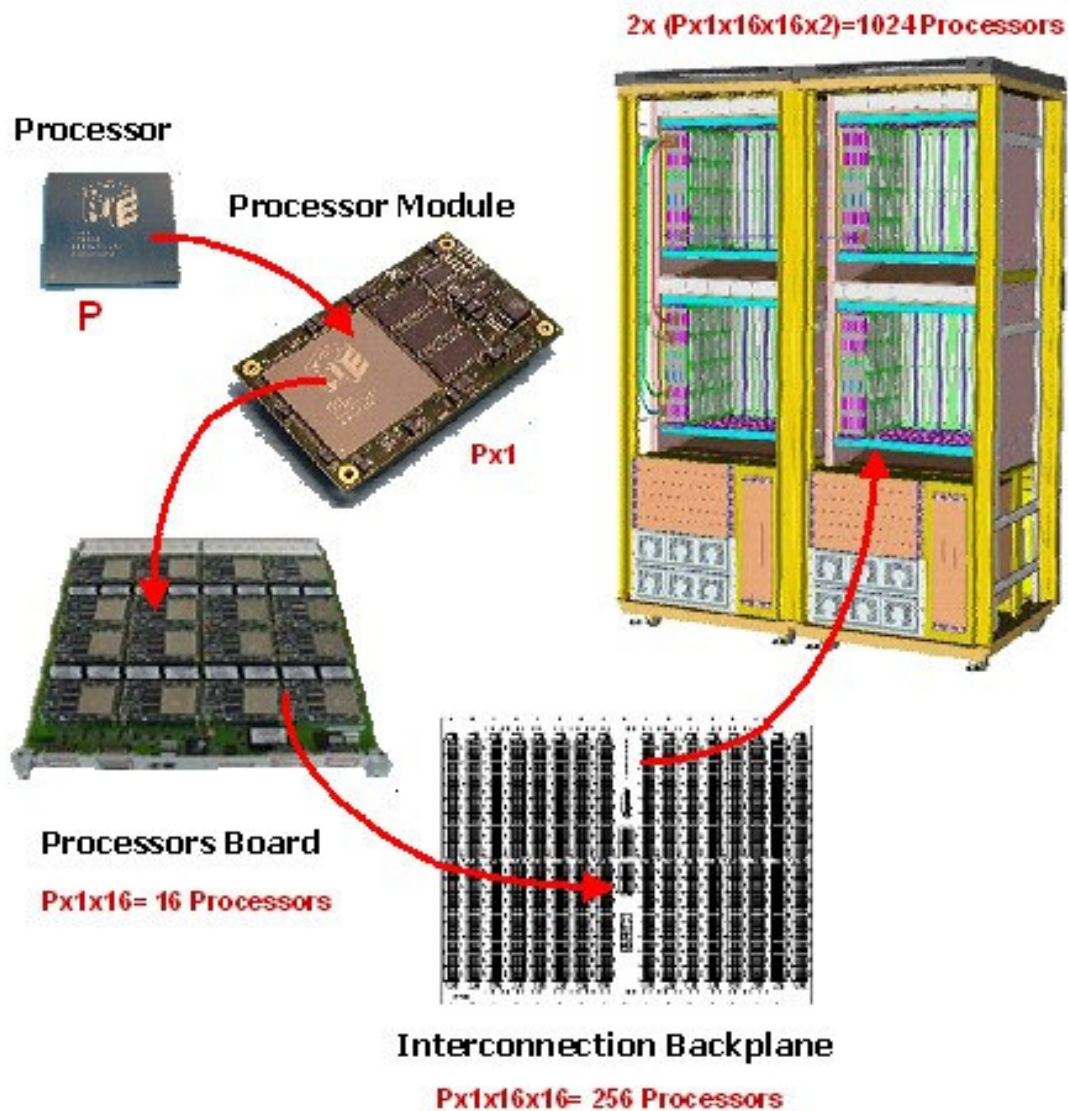 2x (Px1x16x16x2)=1024 Processors
Processor
P
Processor Module
Px1
Processors Board
Px1x16= 16 Processors
Interconnection Backplane
Px1x16x16= 256 Processors